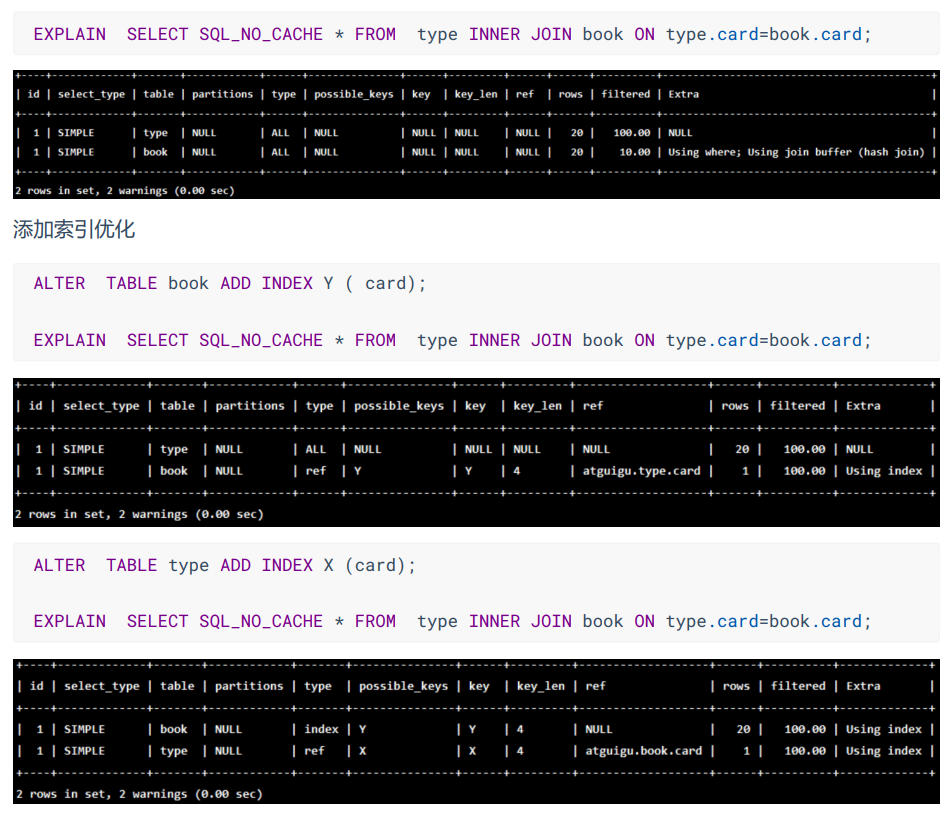 EXPLAIN  SELECT SQL_NO_CACHE * FROM  type INNER JOIN book ON type.card=book.card;
+----+-------------+-------+------------+------+---------------+------+---------+------+------+----------+--------------------------------------------+
| id | select_type | table | partitions | type | possible_keys | key  | key_len | ref  | rows | filtered | Extra                                      |
+----+-------------+-------+------------+------+---------------+------+---------+------+------+----------+--------------------------------------------+
|  1 | SIMPLE      | type  | NULL       | ALL  | NULL          | NULL | NULL    | NULL |   20 |   100.00 | NULL                                       |
|  1 | SIMPLE      | book  | NULL       | ALL  | NULL          | NULL | NULL    | NULL |   20 |    10.00 | Using where; Using join buffer (hash join) |
+----+-------------+-------+------------+------+---------------+------+---------+------+------+----------+--------------------------------------------+
2 rows in set, 2 warnings (0.00 sec)
添加索引优化
ALTER  TABLE book ADD INDEX Y ( card);
EXPLAIN  SELECT SQL_NO_CACHE * FROM  type INNER JOIN book ON type.card=book.card;
+----+-------------+-------+------------+------+---------------+------+---------+-------------------+------+----------+-------------+
| id | select_type | table | partitions | type | possible_keys | key  | key_len | ref               | rows | filtered | Extra       |
+----+-------------+-------+------------+------+---------------+------+---------+-------------------+------+----------+-------------+
|  1 | SIMPLE      | type  | NULL       | ALL  | NULL          | NULL | NULL    | NULL              |   20 |   100.00 | NULL        |
|  1 | SIMPLE      | book  | NULL       | ref  | Y             | Y    | 4       | atguigu.type.card |    1 |   100.00 | Using index |
+----+-------------+-------+------------+------+---------------+------+---------+-------------------+------+----------+-------------+
2 rows in set, 2 warnings (0.00 sec)
ALTER  TABLE type ADD INDEX X (card);
EXPLAIN  SELECT SQL_NO_CACHE * FROM  type INNER JOIN book ON type.card=book.card;
+----+-------------+-------+------------+-------+---------------+-----+---------+-------------------+------+----------+-------------+
| id | select_type | table | partitions | type  | possible_keys | key | key_len | ref               | rows | filtered | Extra       |
+----+-------------+-------+------------+-------+---------------+-----+---------+-------------------+------+----------+-------------+
|  1 | SIMPLE      | book  | NULL       | index | Y             | Y   | 4       | NULL              |   20 |   100.00 | Using index |
|  1 | SIMPLE      | type  | NULL       | ref   | X             | X   | 4       | atguigu.book.card |    1 |   100.00 | Using index |
+----+-------------+-------+------------+-------+---------------+-----+---------+-------------------+------+----------+-------------+
2 rows in set, 2 warnings (0.00 sec)